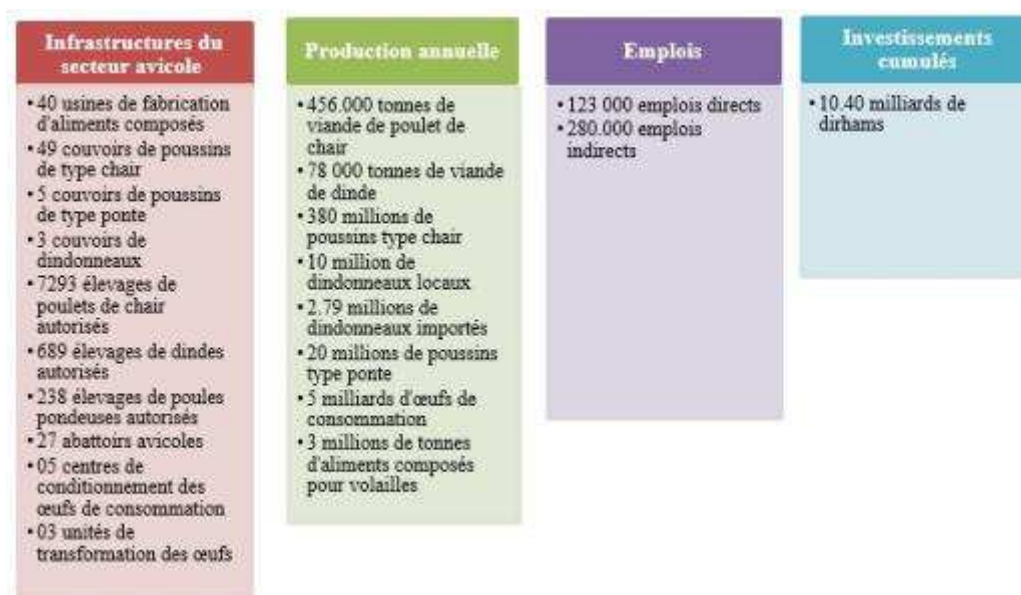 Infrastructures du
secteur avicole
• 40 usines de fabrication
d'aliments composés
• 49 couvoirs de poussins
de type chair
• 5 couvoirs de poussins
de type ponte
• 3 couvoirs de
dindonneaux
• 7293 élevages de
poulets de chair
autorisés
• 689 élevages de dindes
autorisés
• 238 élevages de poules
pondeuses autorisés
• 27 abattoirs avicoles
• 05 centres de
conditionnement des
œufs de consommation
• 03 unités de
transformation des œufs
Production annuelle
• 456.000 tonnes de
viande de poulet de
chair
• 78 000 tonnes de viande
de dinde
• 380 millions de
poussins type chair
• 10 million de
dindonneaux locaux
• 2.79 millions de
dindonneaux importés
• 20 millions de poussins
type ponte
• 5 milliards d'œufs de
consommation
• 3 millions de tonnes
d'aliments composés
pour volailles
Emplois
• 123 000 emplois directs
• 280.000 emplois
indirects
Investissements
cumulés
• 10.40 milliards de
dirhams